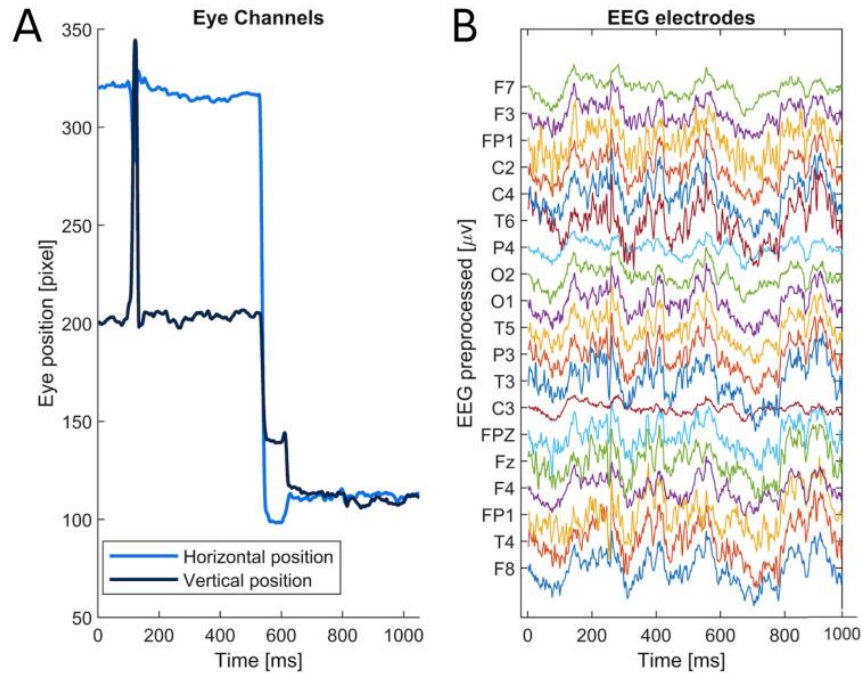 A
Eye Channels
Eye position [pixel]
350
300
250
200
150
100
50
Horizontal position
Vertical position
0 200 400 600 800 1000
Time [ms]
B
EEG electrodes
EEG preprocessed [μv]
F7
F3
FP1
C2
C4
T6
P4
O2
O1
T5
P3
T3
C3
FPZ
Fz
F4
FP1
T4
F8
0 200 400 600 800 1000
Time [ms]